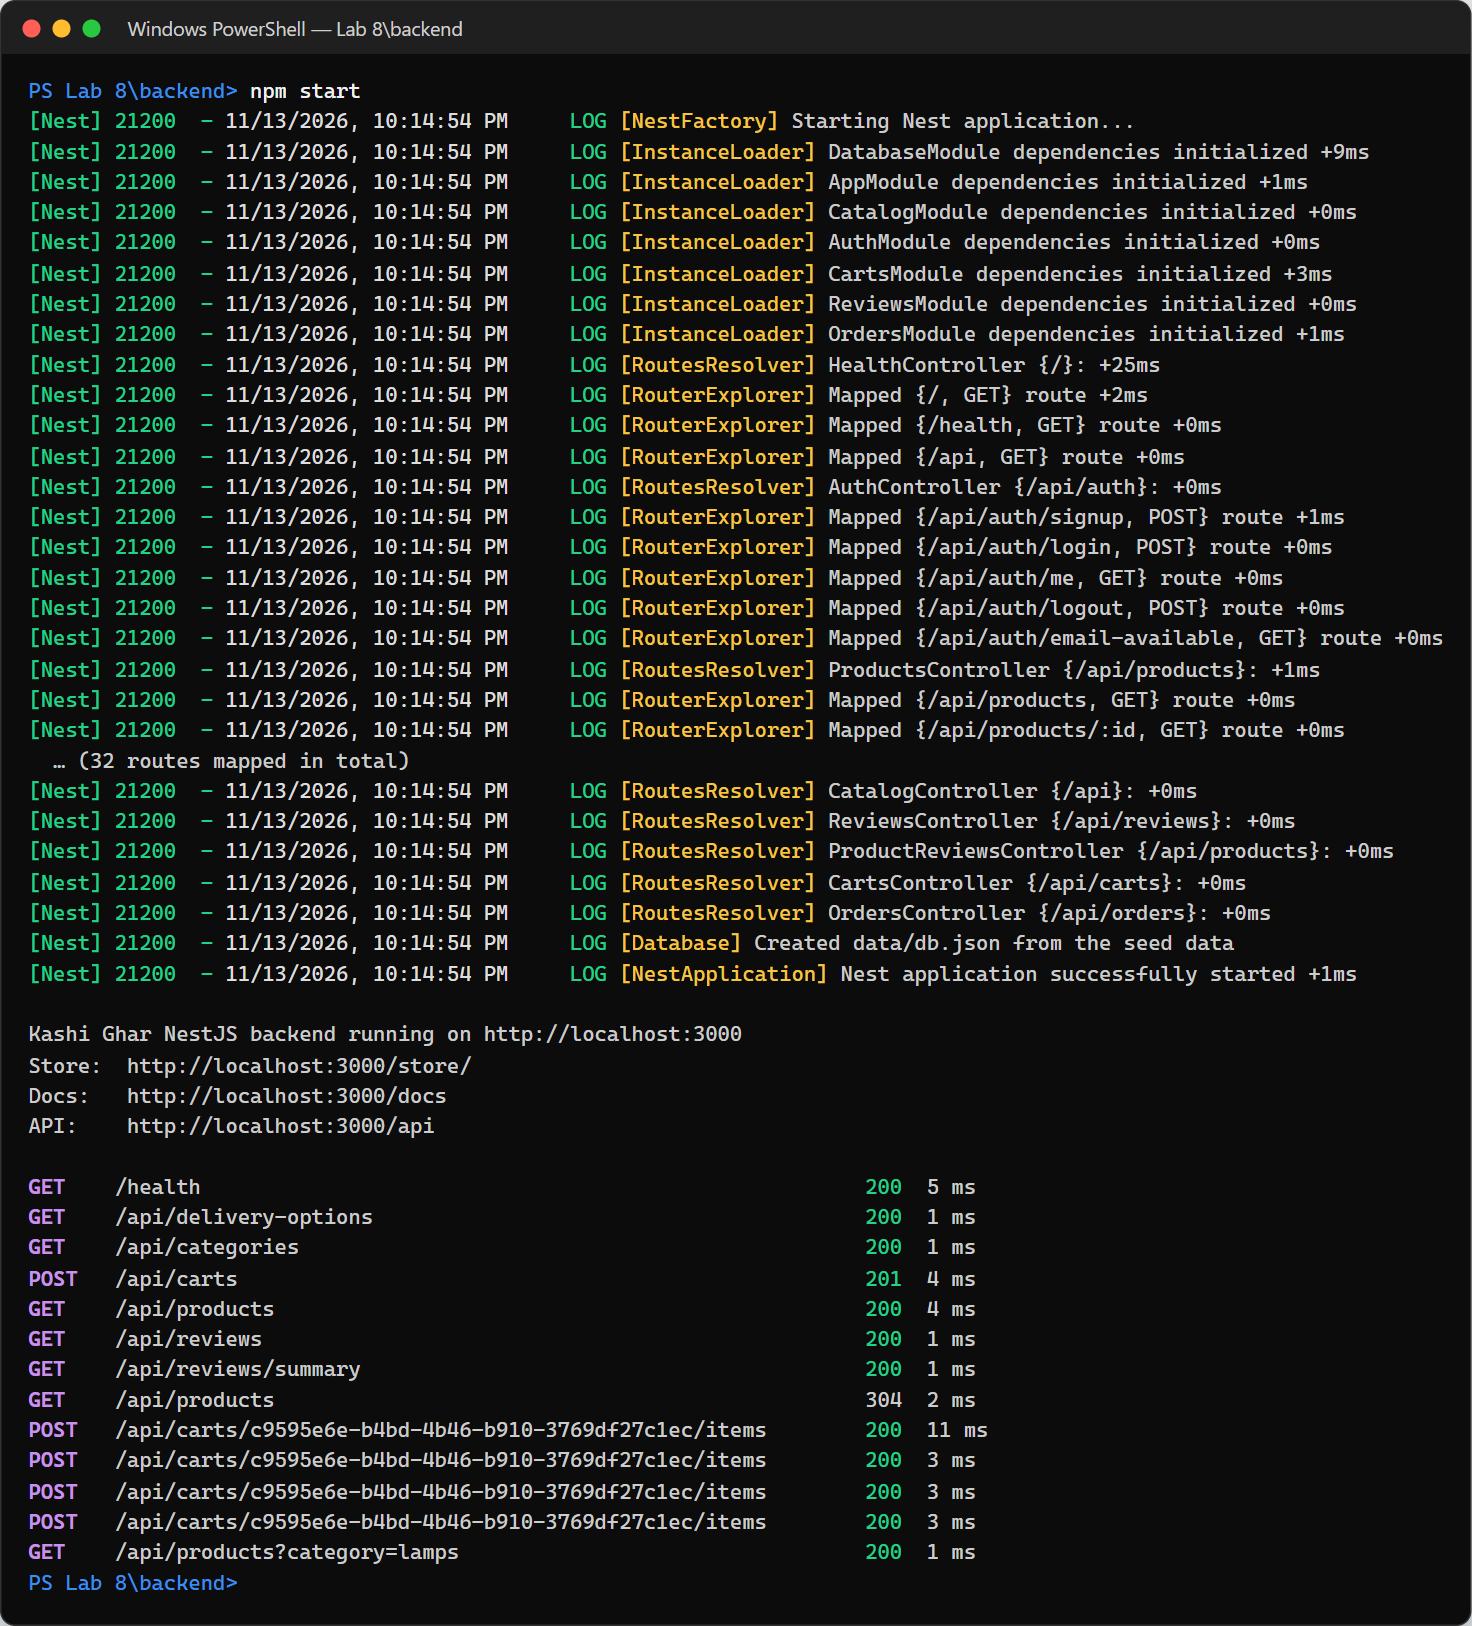 Windows PowerShell — Lab 8\backend
PS Lab 8\backend> npm start
[Nest] 21200  - 11/13/2026, 10:14:54 PM     LOG [NestFactory] Starting Nest application...
[Nest] 21200  - 11/13/2026, 10:14:54 PM     LOG [InstanceLoader] DatabaseModule dependencies initialized +9ms
[Nest] 21200  - 11/13/2026, 10:14:54 PM     LOG [InstanceLoader] AppModule dependencies initialized +1ms
[Nest] 21200  - 11/13/2026, 10:14:54 PM     LOG [InstanceLoader] CatalogModule dependencies initialized +0ms
[Nest] 21200  - 11/13/2026, 10:14:54 PM     LOG [InstanceLoader] AuthModule dependencies initialized +0ms
[Nest] 21200  - 11/13/2026, 10:14:54 PM     LOG [InstanceLoader] CartsModule dependencies initialized +3ms
[Nest] 21200  - 11/13/2026, 10:14:54 PM     LOG [InstanceLoader] ReviewsModule dependencies initialized +0ms
[Nest] 21200  - 11/13/2026, 10:14:54 PM     LOG [InstanceLoader] OrdersModule dependencies initialized +1ms
[Nest] 21200  - 11/13/2026, 10:14:54 PM     LOG [RoutesResolver] HealthController {/}: +25ms
[Nest] 21200  - 11/13/2026, 10:14:54 PM     LOG [RouterExplorer] Mapped {/, GET} route +2ms
[Nest] 21200  - 11/13/2026, 10:14:54 PM     LOG [RouterExplorer] Mapped {/health, GET} route +0ms
[Nest] 21200  - 11/13/2026, 10:14:54 PM     LOG [RouterExplorer] Mapped {/api, GET} route +0ms
[Nest] 21200  - 11/13/2026, 10:14:54 PM     LOG [RoutesResolver] AuthController {/api/auth}: +0ms
[Nest] 21200  - 11/13/2026, 10:14:54 PM     LOG [RouterExplorer] Mapped {/api/auth/signup, POST} route +1ms
[Nest] 21200  - 11/13/2026, 10:14:54 PM     LOG [RouterExplorer] Mapped {/api/auth/login, POST} route +0ms
[Nest] 21200  - 11/13/2026, 10:14:54 PM     LOG [RouterExplorer] Mapped {/api/auth/me, GET} route +0ms
[Nest] 21200  - 11/13/2026, 10:14:54 PM     LOG [RouterExplorer] Mapped {/api/auth/logout, POST} route +0ms
[Nest] 21200  - 11/13/2026, 10:14:54 PM     LOG [RouterExplorer] Mapped {/api/auth/email-available, GET} route +0ms
[Nest] 21200  - 11/13/2026, 10:14:54 PM     LOG [RoutesResolver] ProductsController {/api/products}: +1ms
[Nest] 21200  - 11/13/2026, 10:14:54 PM     LOG [RouterExplorer] Mapped {/api/products, GET} route +0ms
[Nest] 21200  - 11/13/2026, 10:14:54 PM     LOG [RouterExplorer] Mapped {/api/products/:id, GET} route +0ms
  … (32 routes mapped in total)
[Nest] 21200  - 11/13/2026, 10:14:54 PM     LOG [RoutesResolver] CatalogController {/api}: +0ms
[Nest] 21200  - 11/13/2026, 10:14:54 PM     LOG [RoutesResolver] ReviewsController {/api/reviews}: +0ms
[Nest] 21200  - 11/13/2026, 10:14:54 PM     LOG [RoutesResolver] ProductReviewsController {/api/products}: +0ms
[Nest] 21200  - 11/13/2026, 10:14:54 PM     LOG [RoutesResolver] CartsController {/api/carts}: +0ms
[Nest] 21200  - 11/13/2026, 10:14:54 PM     LOG [RoutesResolver] OrdersController {/api/orders}: +0ms
[Nest] 21200  - 11/13/2026, 10:14:54 PM     LOG [Database] Created data/db.json from the seed data
[Nest] 21200  - 11/13/2026, 10:14:54 PM     LOG [NestApplication] Nest application successfully started +1ms
Kashi Ghar NestJS backend running on http://localhost:3000
Store:  http://localhost:3000/store/
Docs:   http://localhost:3000/docs
API:    http://localhost:3000/api
GET    /health    200  5 ms
GET    /api/delivery-options    200  1 ms
GET    /api/categories    200  1 ms
POST   /api/carts    201  4 ms
GET    /api/products    200  4 ms
GET    /api/reviews    200  1 ms
GET    /api/reviews/summary    200  1 ms
GET    /api/products    304  2 ms
POST   /api/carts/c9595e6e-b4bd-4b46-b910-3769df27c1ec/items    200  11 ms
POST   /api/carts/c9595e6e-b4bd-4b46-b910-3769df27c1ec/items    200  3 ms
POST   /api/carts/c9595e6e-b4bd-4b46-b910-3769df27c1ec/items    200  3 ms
POST   /api/carts/c9595e6e-b4bd-4b46-b910-3769df27c1ec/items    200  3 ms
GET    /api/products?category=lamps    200  1 ms
PS Lab 8\backend>